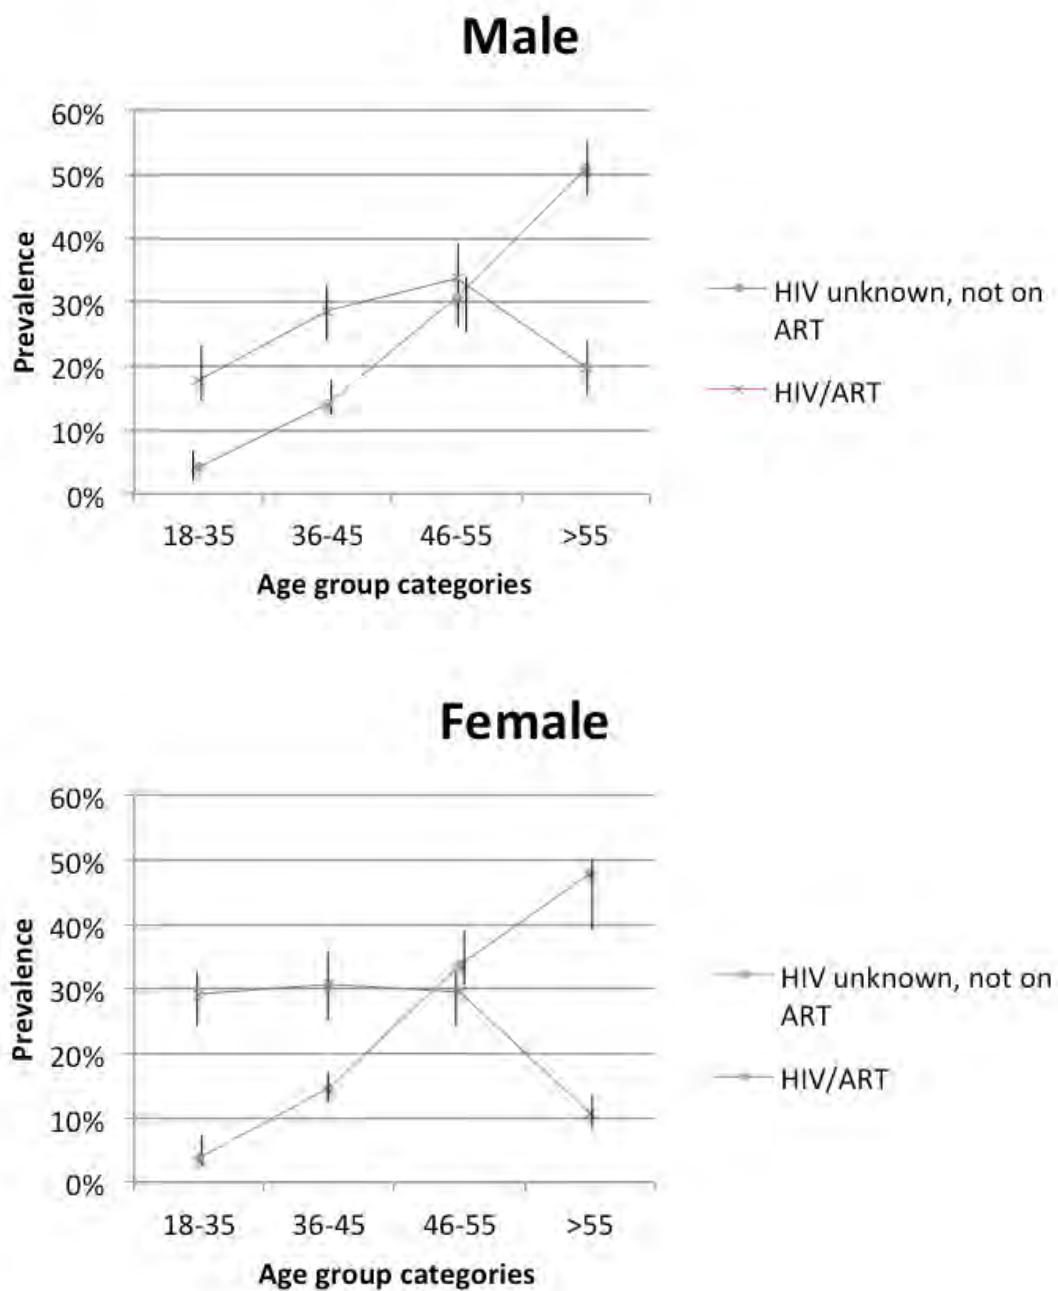 Male
60%
50%
40%
30%
20%
10%
0%
Prevalence
18-35 36-45 46-55 >55
Age group categories
HIV unknown, not on
ART
HIV/ART
Female
60%
50%
40%
30%
20%
10%
0%
Prevalence
18-35 36-45 46-55 >55
Age group categories
HIV unknown, not on
ART
HIV/ART